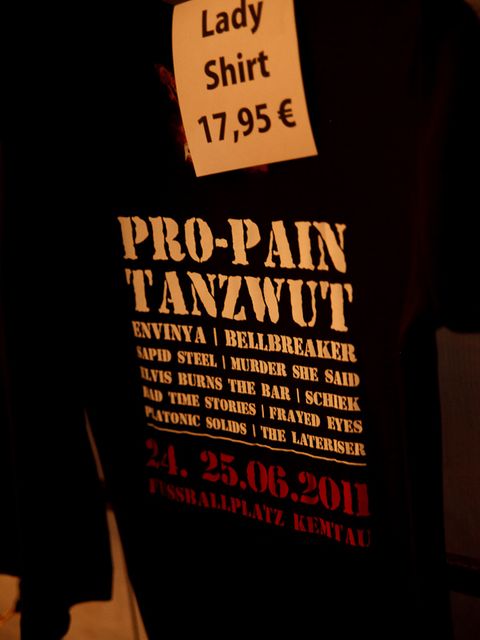 Lady
Shirt
17,95 €
PRO-PAIN
TANZWUT
ENVINYA | BELLBREAKER
SAPID STEEL | MURDER SHE SAID
ELVIS BURNS THE BAR | SCHIEK
BAD TIME STORIES | FRAYED EYES
PLATONIC SOLIDS | THE LATERISER
24. 25.06.2011
FUSSBALLPLATZ KEMTAU